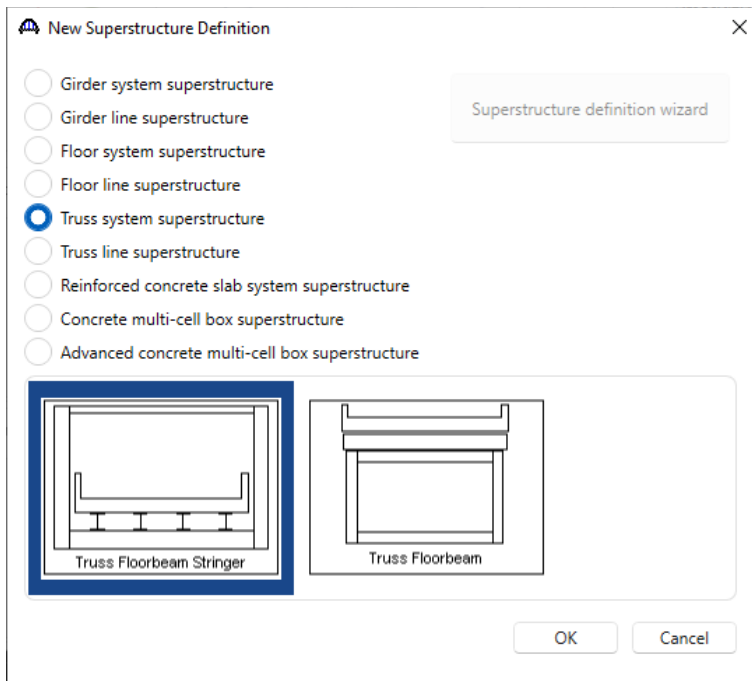 New Superstructure Definition
Girder system superstructure
Superstructure definition wizard
Girder line superstructure
Floor system superstructure
Floor line superstructure
Truss system superstructure
Truss line superstructure
Reinforced concrete slab system superstructure
Concrete multi-cell box superstructure
Advanced concrete multi-cell box superstructure
Truss Floorbeam Stringer
Truss Floorbeam
OK
Cancel